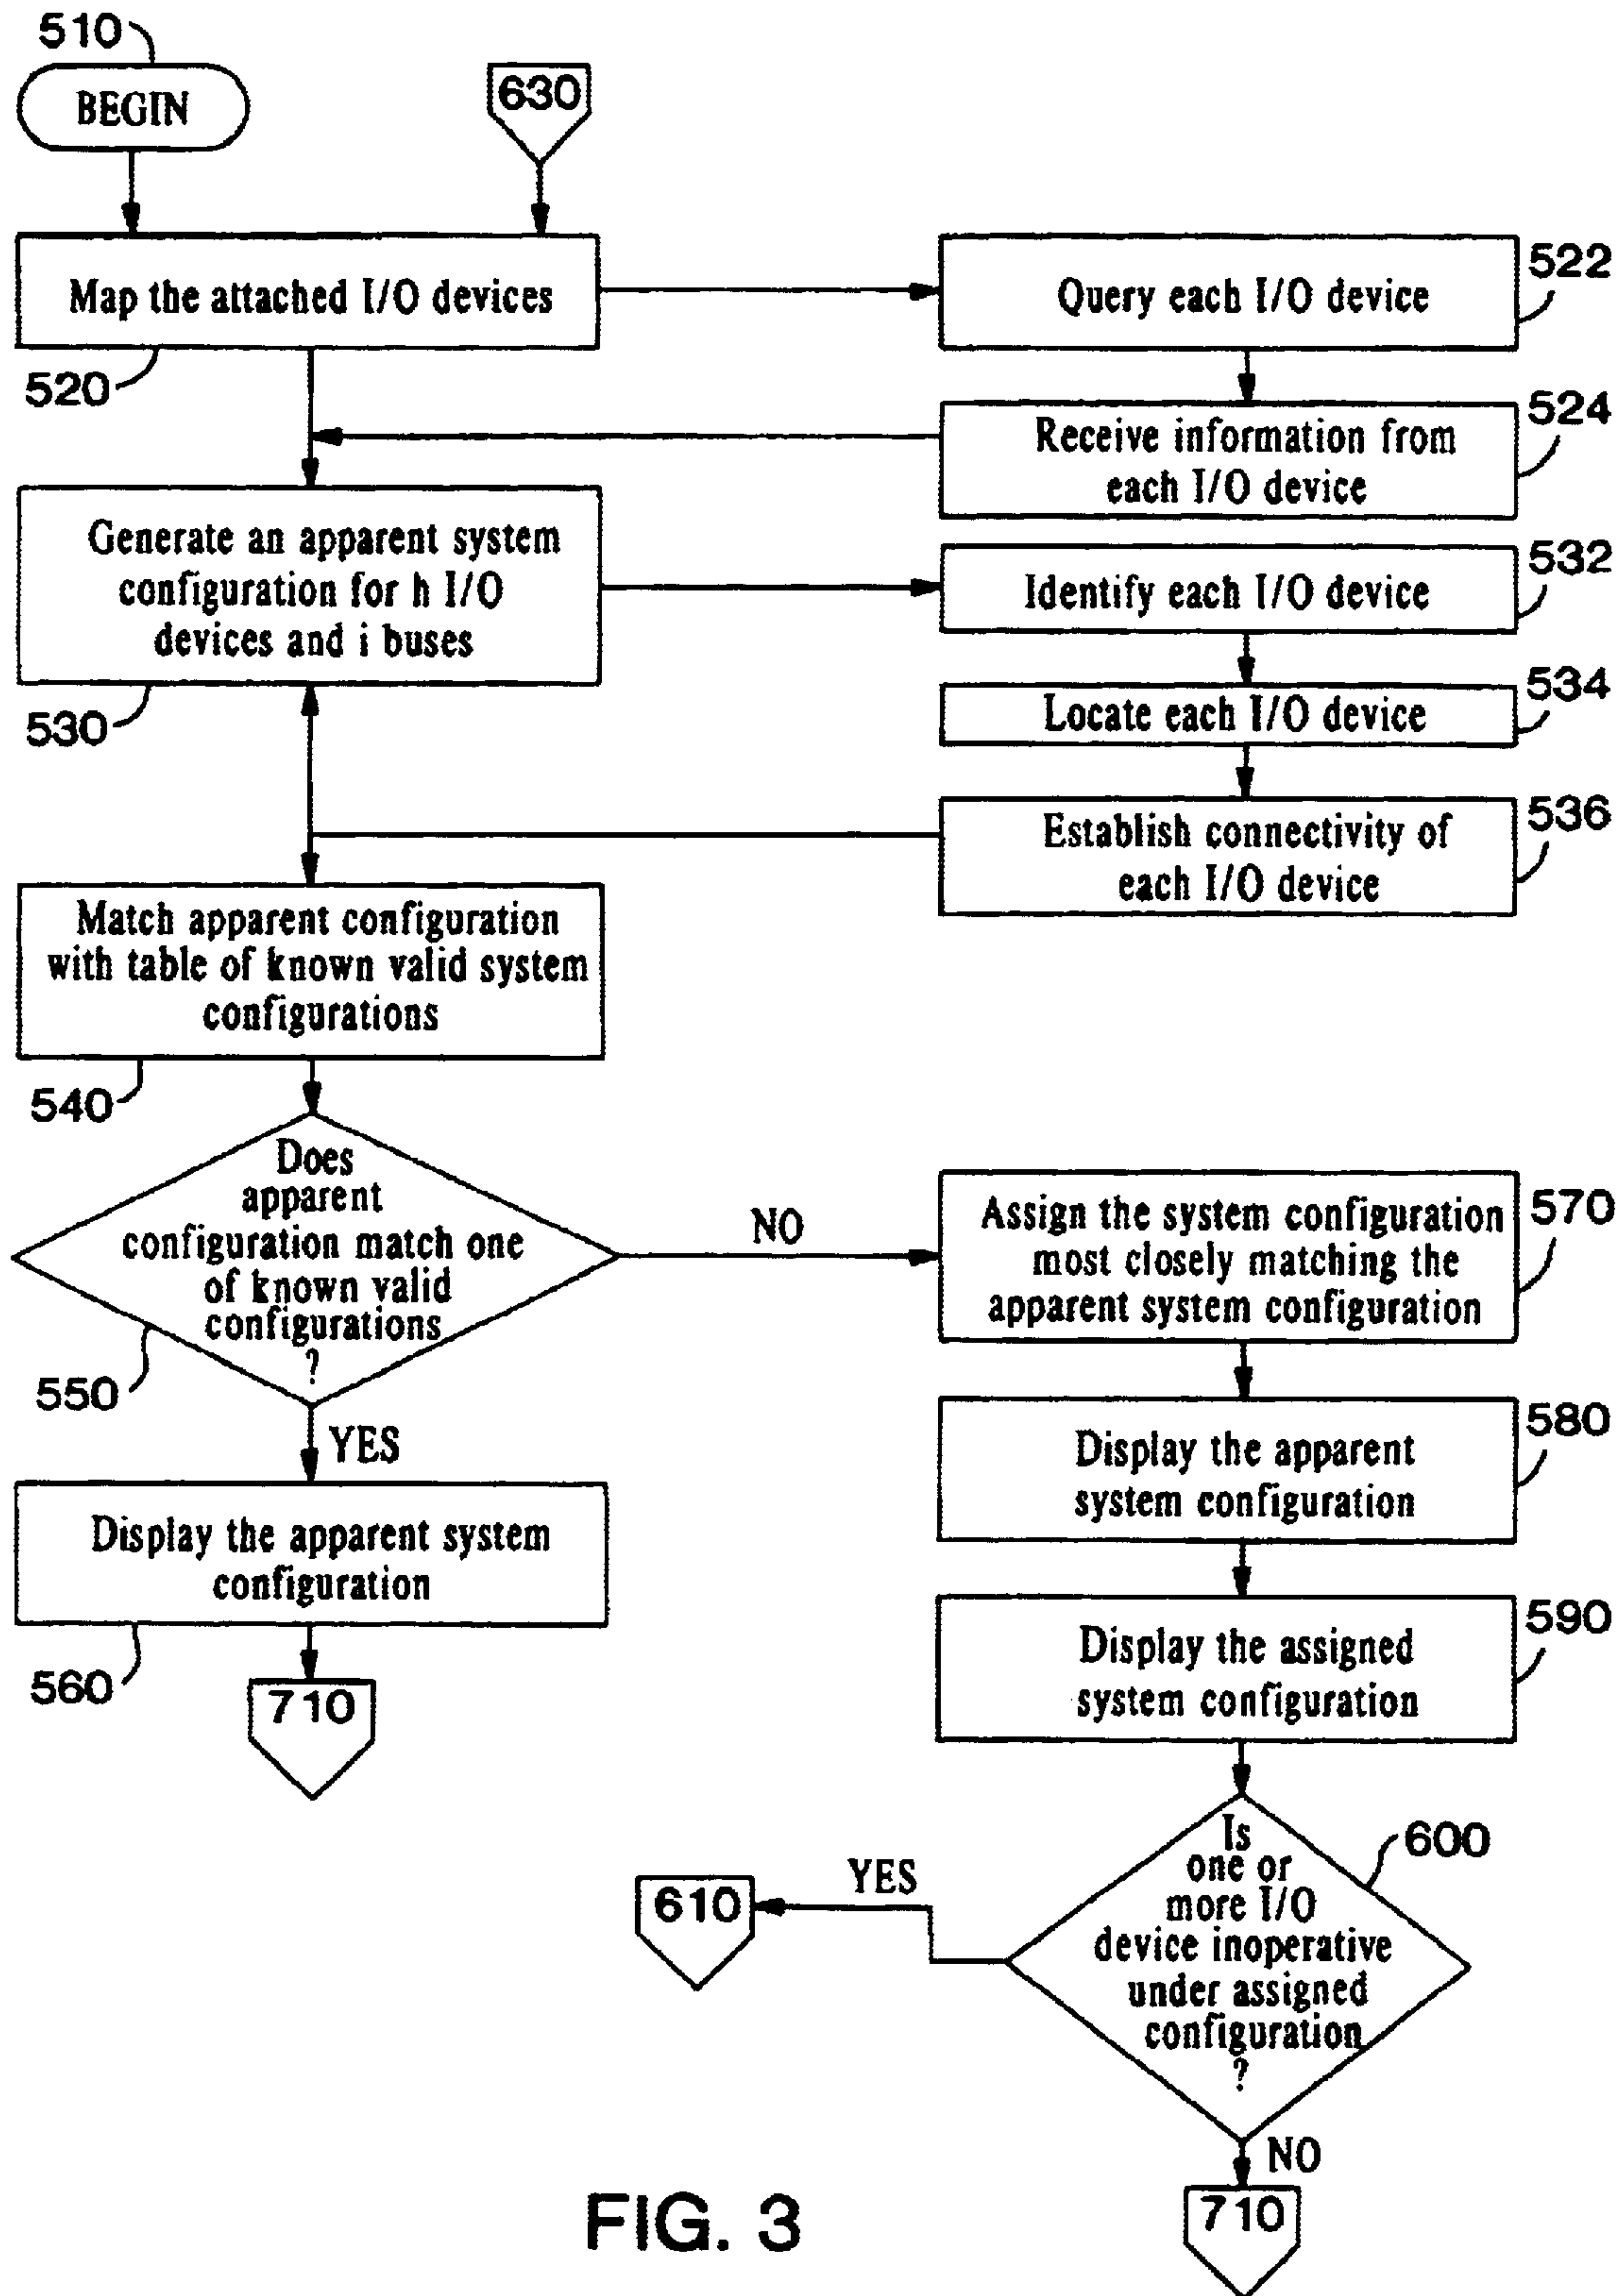 510
BEGIN
630
Map the attached I/O devices
520
Query each I/O device
522
Receive information from
each I/O device
524
Generate an apparent system
configuration for h I/O
devices and i buses
530
Identify each I/O device
532
Locate each I/O device
534
Establish connectivity of
each I/O device
536
Match apparent configuration
with table of known valid system
configurations
540
Does
apparent
configuration match one
of known valid
configurations
?
550
NO
YES
Assign the system configuration
most closely matching the
apparent system configuration
570
Display the apparent
system configuration
580
Display the apparent system
configuration
560
710
Display the assigned
system configuration
590
Is
one or
more I/O
device inoperative
under assigned
configuration
?
600
YES
610
NO
710
FIG. 3